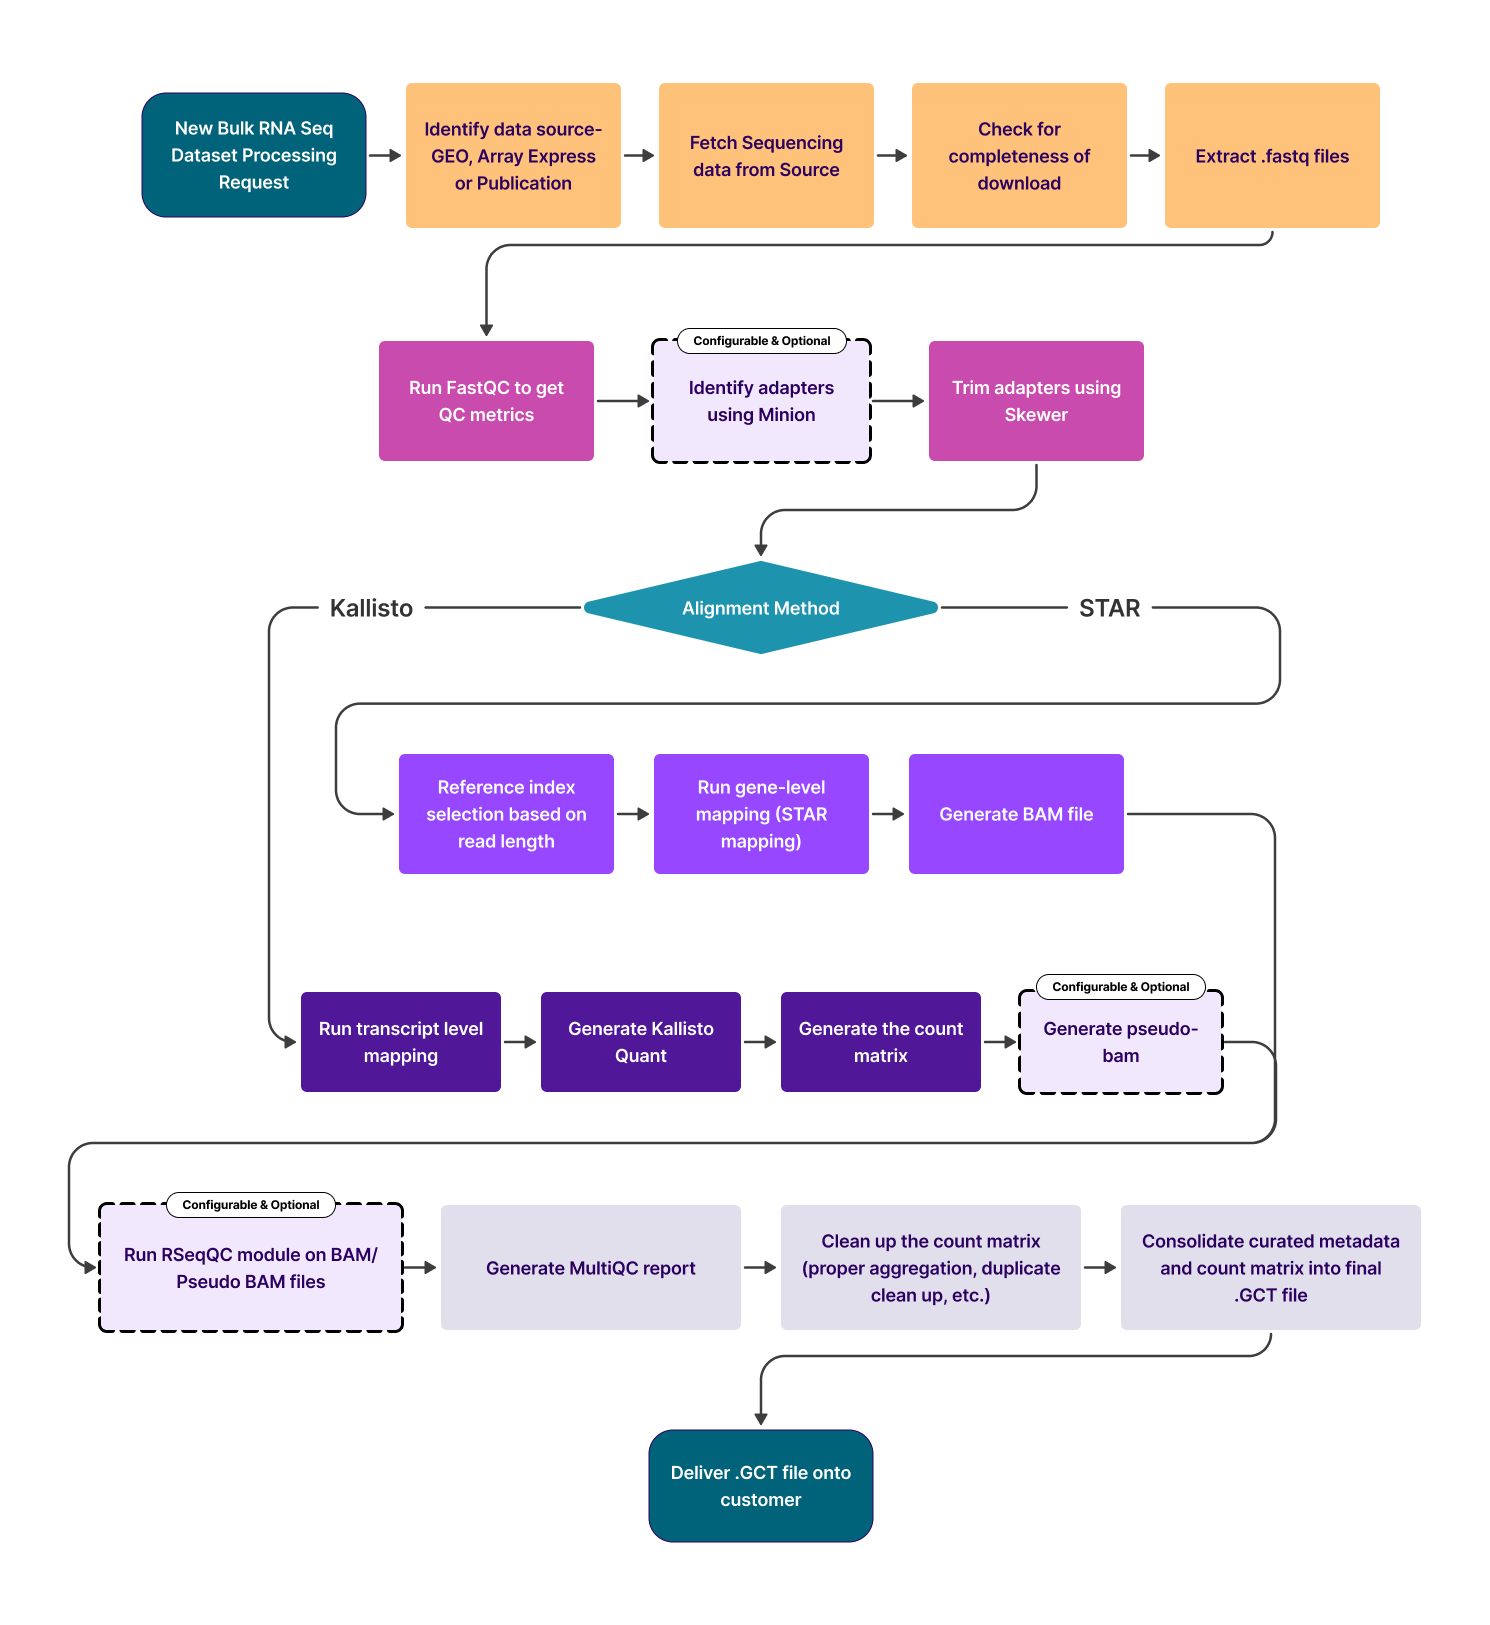 New Bulk RNA Seq
Dataset Processing
Request
Identify data source-
GEO, Array Express
or Publication
Fetch Sequencing
data from Source
Check for
completeness of
download
Extract .fastq files
Run FastQC to get
QC metrics
Configurable & Optional
Identify adapters
using Minion
Trim adapters using
Skewer
Alignment Method
Kallisto
STAR
Reference index
selection based on
read length
Run gene-level
mapping (STAR
mapping)
Generate BAM file
Run transcript level
mapping
Generate Kallisto
Quant
Generate the count
matrix
Configurable & Optional
Generate pseudo-
bam
Configurable & Optional
Run RSeqQC module on BAM/
Pseudo BAM files
Generate MultiQC report
Clean up the count matrix
(proper aggregation, duplicate
clean up, etc.)
Consolidate curated metadata
and count matrix into final
.GCT file
Deliver .GCT file onto
customer